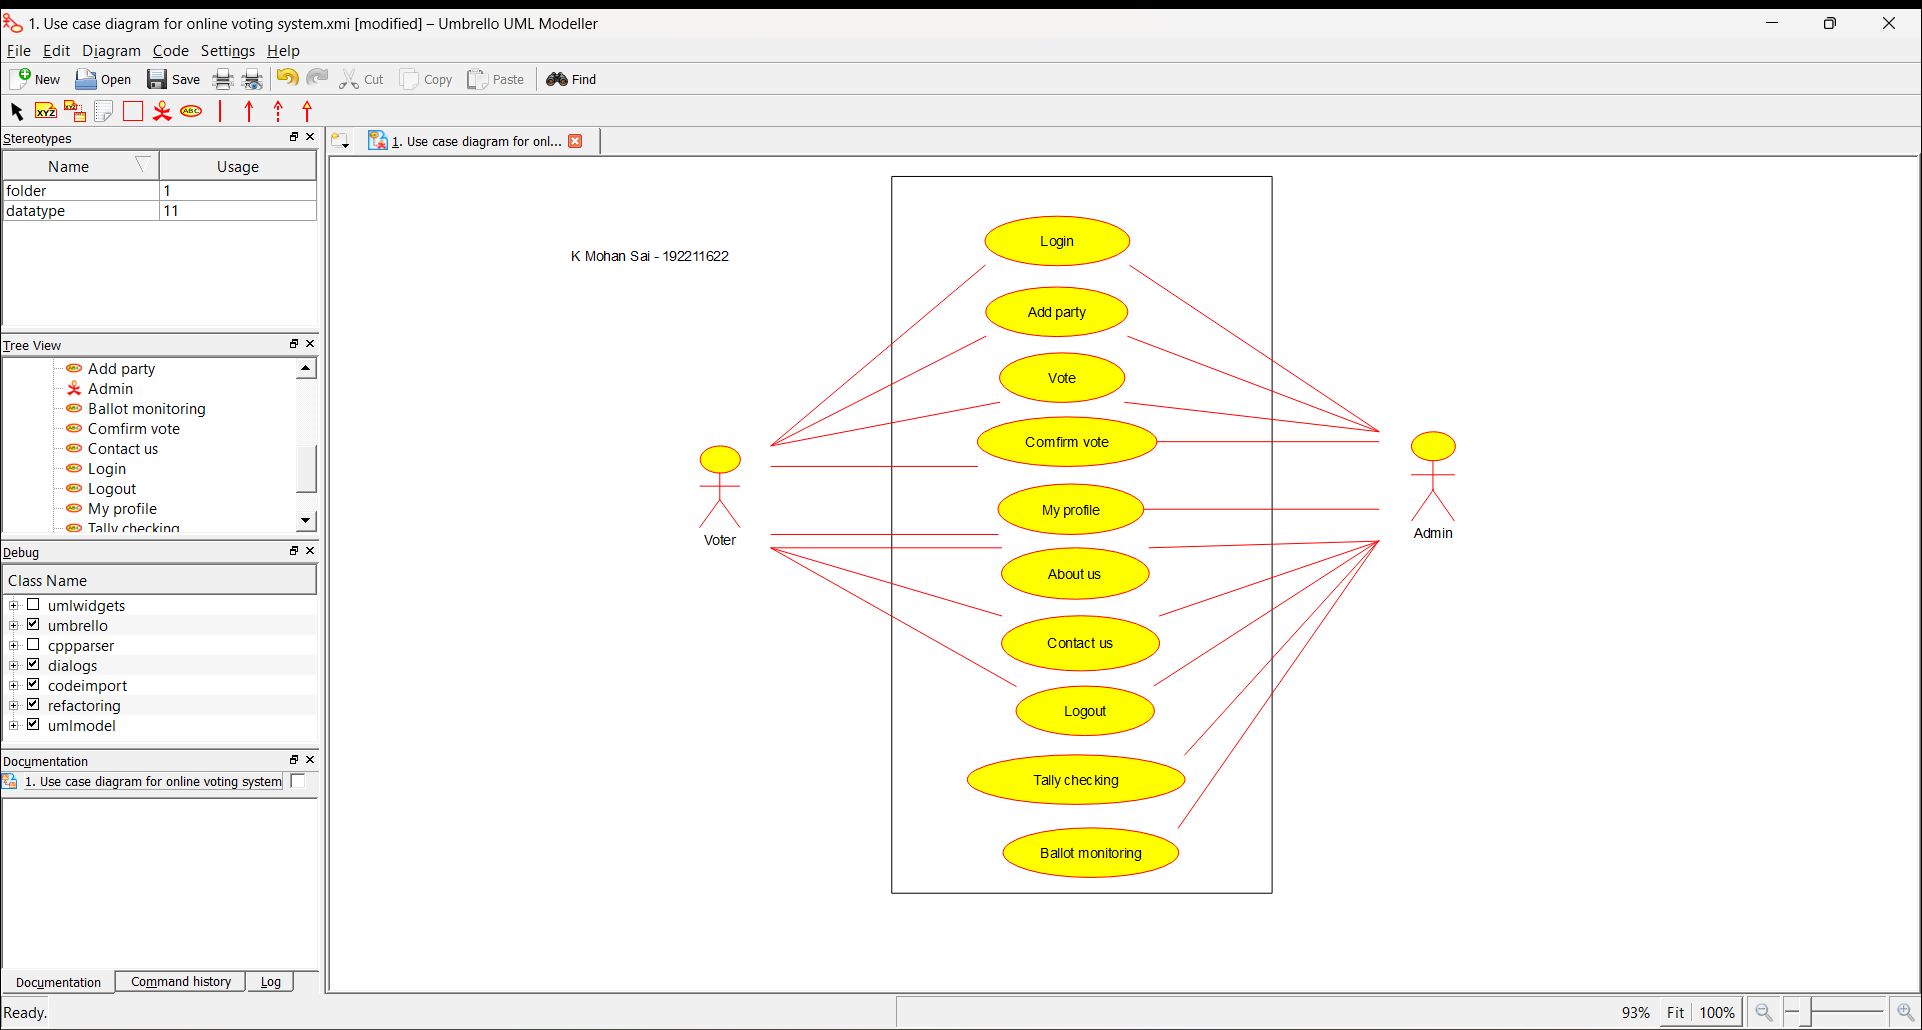 1. Use case diagram for online voting system.xmi [modified] – Umbrello UML Modeller
File Edit Diagram Code Settings Help
New Open Save Cut Copy Paste Find
XYZ XYZ ABC
Stereotypes
Name Usage
folder 1
datatype 11
Tree View
Add party
Admin
Ballot monitoring
Comfirm vote
Contact us
Login
Logout
My profile
Tally checking
Debug
Class Name
umlwidgets
umbrello
cppparser
dialogs
codeimport
refactoring
umlmodel
Documentation
1. Use case diagram for online voting system
Documentation Command history Log
1. Use case diagram for onl...
K Mohan Sai - 192211622
Login
Add party
Vote
Comfirm vote
My profile
About us
Contact us
Logout
Tally checking
Ballot monitoring
Voter
Admin
Ready.
93% Fit 100%